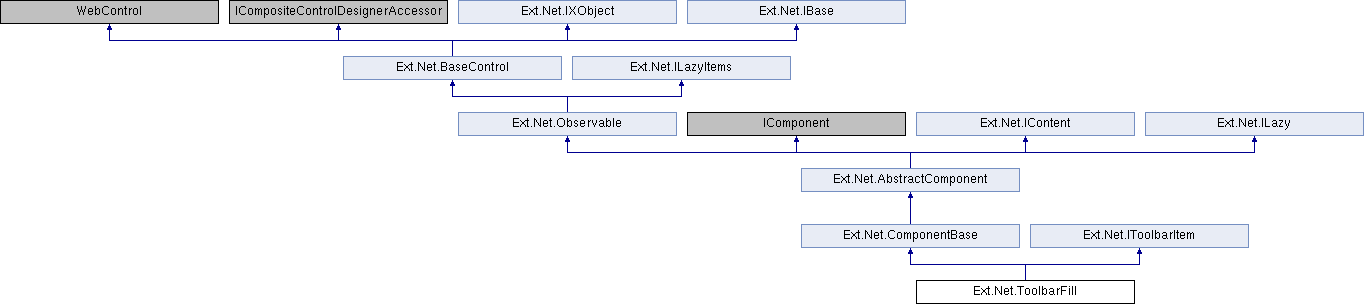 WebControl
ICompositeControlDesignerAccessor
Ext.Net.IXObject
Ext.Net.IBase
Ext.Net.BaseControl
Ext.Net.ILazyItems
Ext.Net.Observable
IComponent
Ext.Net.IContent
Ext.Net.ILazy
Ext.Net.AbstractComponent
Ext.Net.ComponentBase
Ext.Net.IToolbarItem
Ext.Net.ToolbarFill